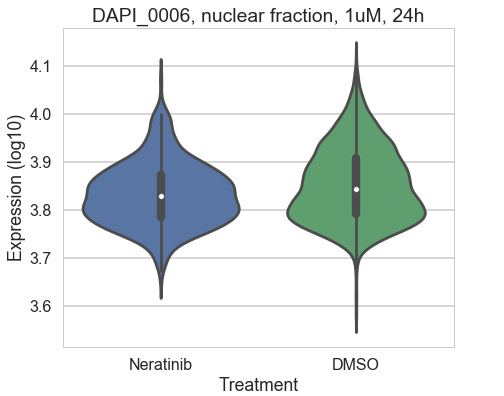 DAPI_0006, nuclear fraction, 1uM, 24h
Expression (log10)
4.1
4.0
3.9
3.8
3.7
3.6
Neratinib DMSO
Treatment